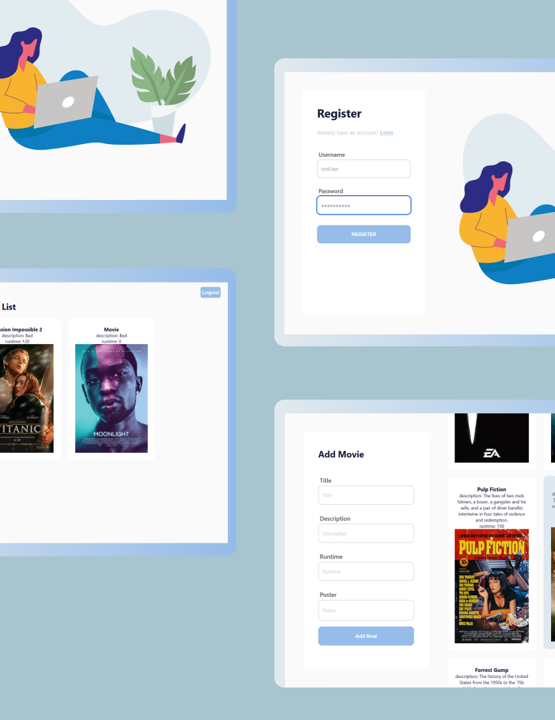 Register
Already have an account? Login
Username
testUser
Password
**********
REGISTER
Logout
List
ssion Impossible 2
description: Bad
runtime: 120
TITANIC
Movie
description: Bad
runtime: 0
MOONLIGHT
Add Movie
Title
Title
Description
Description
Runtime
Runtime
Poster
Poster
Add Now
EA
Pulp Fiction
description: The lives of two mob
hitmen, a boxer, a gangster and his
wife, and a pair of diner bandits
intertwine in four tales of violence
and redemption.
runtime: 150
PULP FICTION
Forrest Gump
description: The history of the United
States from the 1950s to the '70s